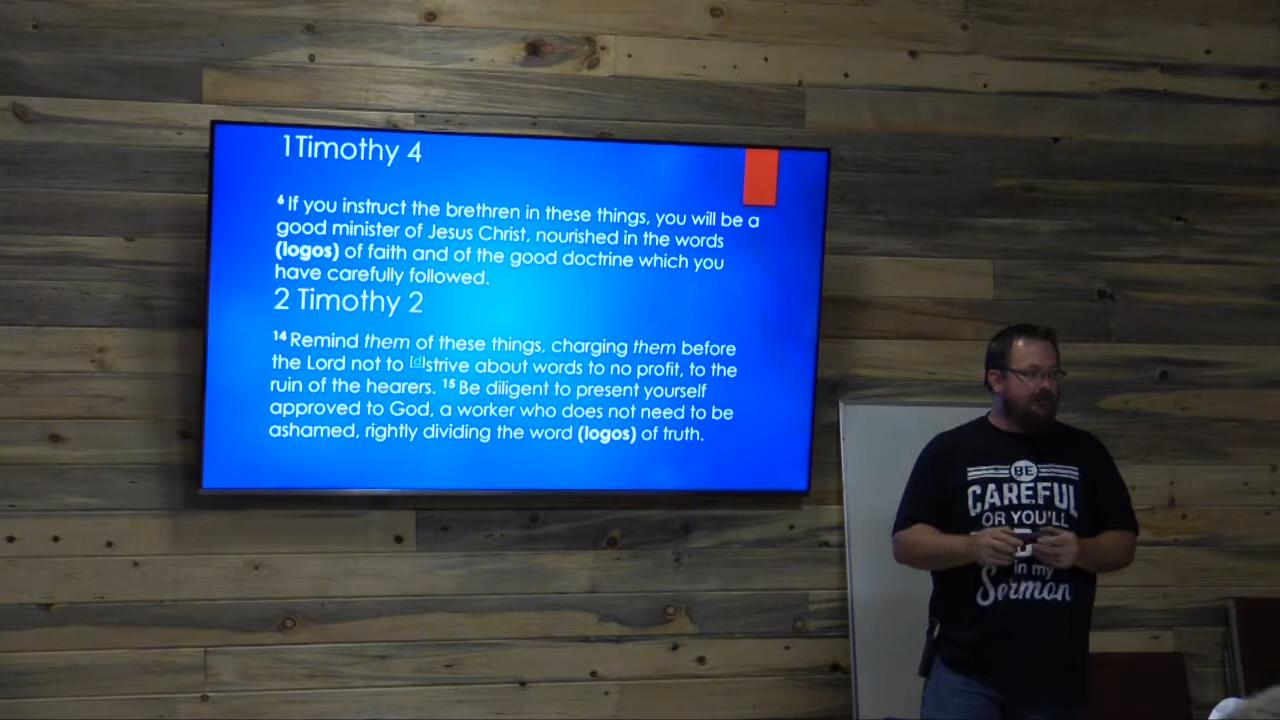 1Timothy 4
6 If you instruct the brethren in these things, you will be a
good minister of Jesus Christ, nourished in the words
(logos) of faith and of the good doctrine which you
have carefully followed.
2 Timothy 2
14 Remind them of these things, charging them before
the Lord not to [d]strive about words to no profit, to the
ruin of the hearers. 15 Be diligent to present yourself
approved to God, a worker who does not need to be
ashamed, rightly dividing the word (logos) of truth.
BE
CAREFUL
OR YOU'LL
in my
Sermon